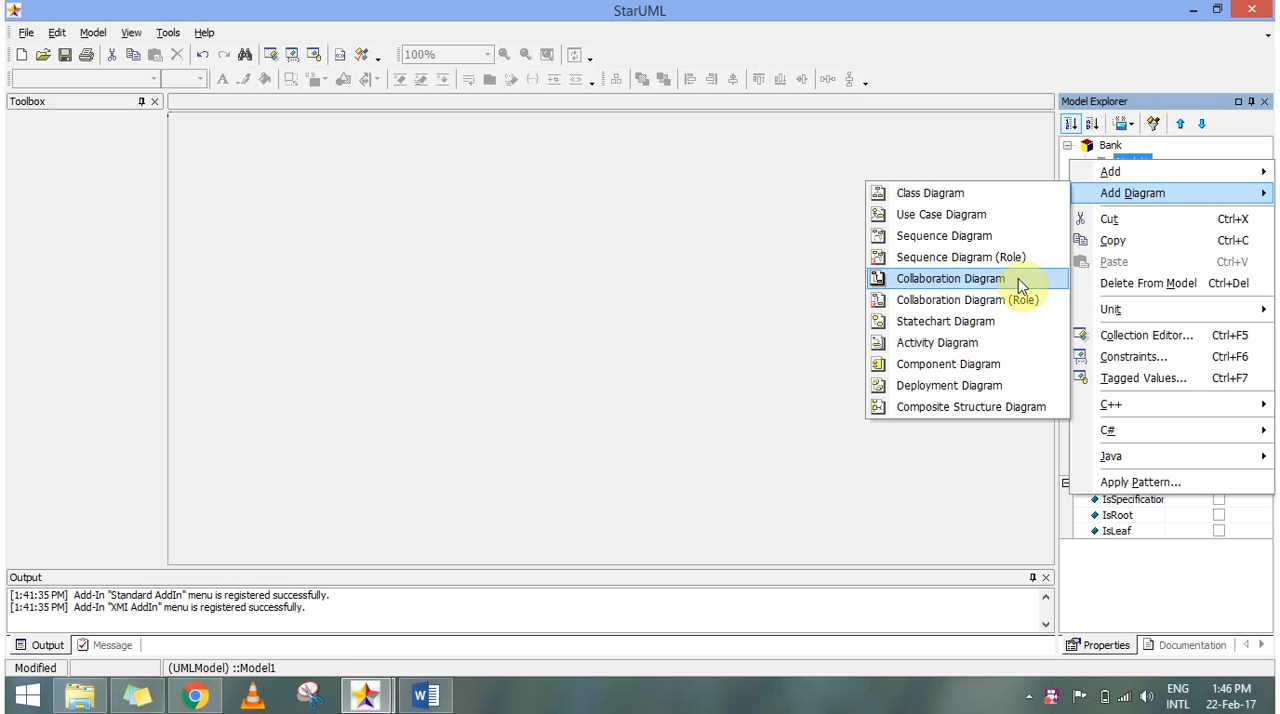 StarUML
File Edit Model View Tools Help
100%
Toolbox
Model Explorer
Bank
Add
Add Diagram
Cut Ctrl+X
Copy Ctrl+C
Paste Ctrl+V
Delete From Model Ctrl+Del
Unit
Collection Editor... Ctrl+F5
Constraints... Ctrl+F6
Tagged Values... Ctrl+F7
C++
C#
Java
Apply Pattern...
Class Diagram
Use Case Diagram
Sequence Diagram
Sequence Diagram (Role)
Collaboration Diagram
Collaboration Diagram (Role)
Statechart Diagram
Activity Diagram
Component Diagram
Deployment Diagram
Composite Structure Diagram
IsSpecification
IsRoot
IsLeaf
Output
[1:41:35 PM] Add-In "Standard AddIn" menu is registered successfully.
[1:41:35 PM] Add-In "XMI AddIn" menu is registered successfully.
Output Message
Properties Documentation
Modified (UMLModel) ::Model1
ENG 1:46 PM
INTL 22-Feb-17